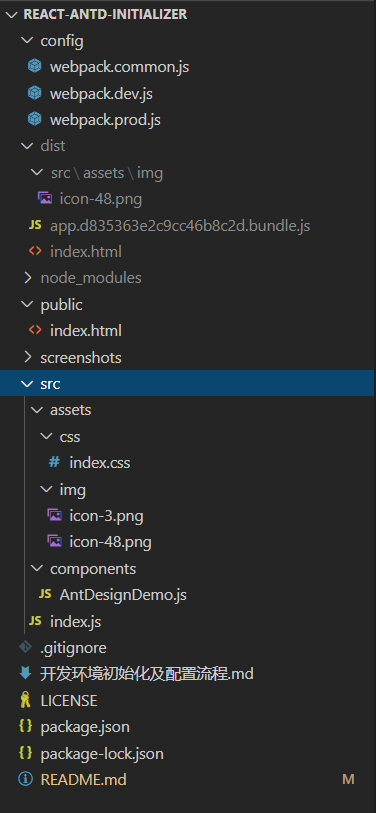 REACT-ANTD-INITIALIZER
config
webpack.common.js
webpack.dev.js
webpack.prod.js
dist
src\assets\img
icon-48.png
JS app.d835363e2c9cc46b8c2d.bundle.js
<> index.html
node_modules
public
<> index.html
screenshots
src
assets
css
# index.css
img
icon-3.png
icon-48.png
components
JS AntDesignDemo.js
JS index.js
.gitignore
开发环境初始化及配置流程.md
LICENSE
{} package.json
{} package-lock.json
README.md M